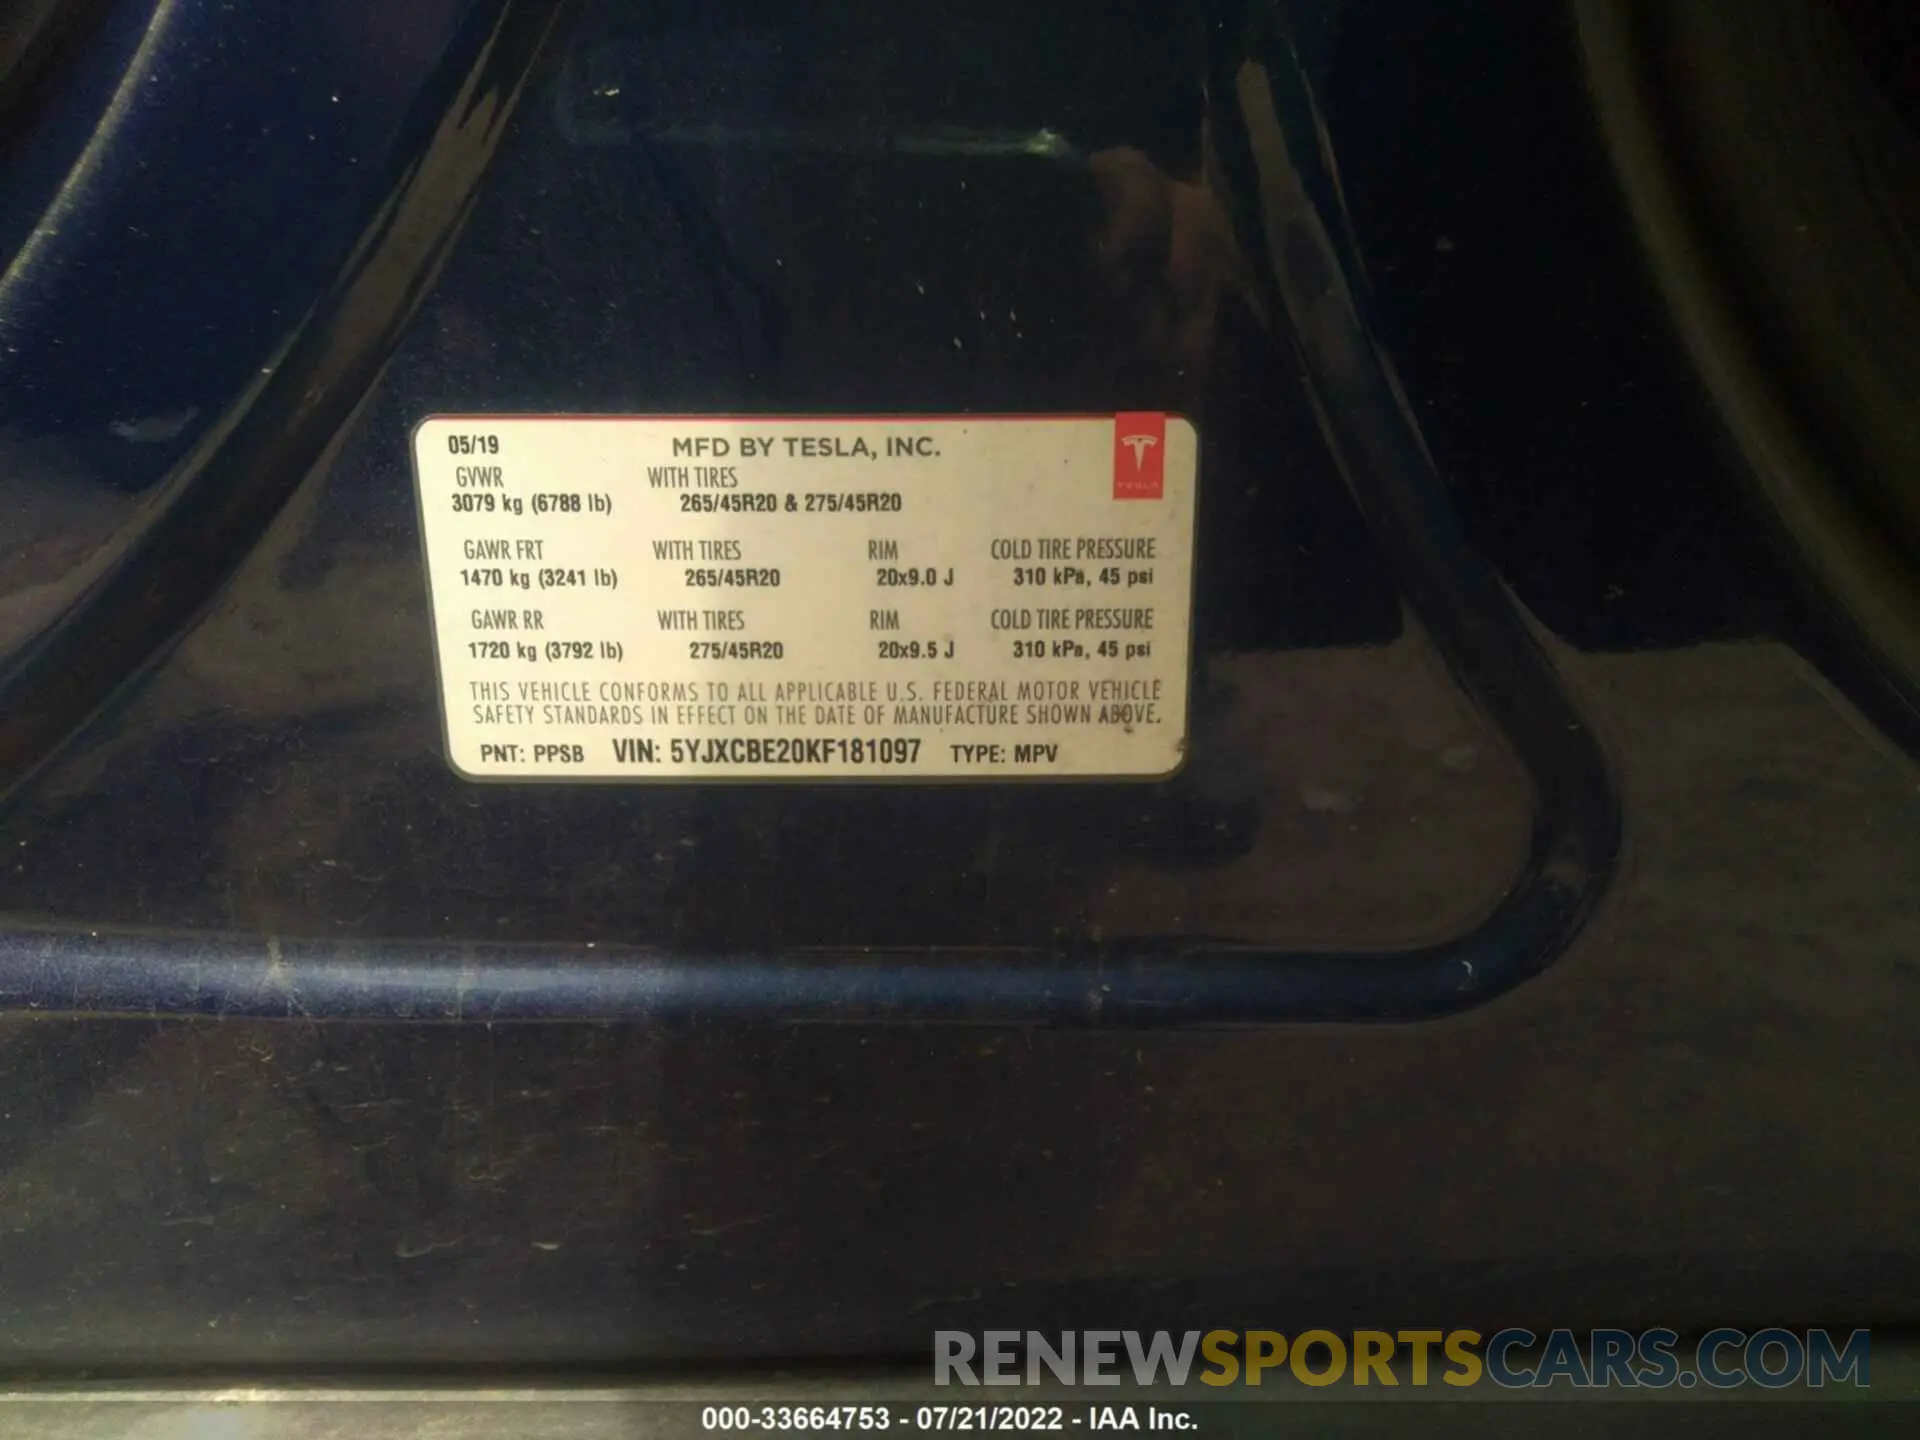 05/19 MFD BY TESLA, INC.
TESLA
GVWR WITH TIRES
3079 kg (6788 lb) 265/45R20 & 275/45R20
GAWR FRT WITH TIRES RIM COLD TIRE PRESSURE
1470 kg (3241 lb) 265/45R20 20x9.0 J 310 kPa, 45 psi
GAWR RR WITH TIRES RIM COLD TIRE PRESSURE
1720 kg (3792 lb) 275/45R20 20x9.5 J 310 kPa, 45 psi
THIS VEHICLE CONFORMS TO ALL APPLICABLE U.S. FEDERAL MOTOR VEHICLE
SAFETY STANDARDS IN EFFECT ON THE DATE OF MANUFACTURE SHOWN ABOVE.
PNT: PPSB VIN: 5YJXCBE20KF181097 TYPE: MPV
RENEWSPORTSCARS.COM
000-33664753 - 07/21/2022 - IAA Inc.